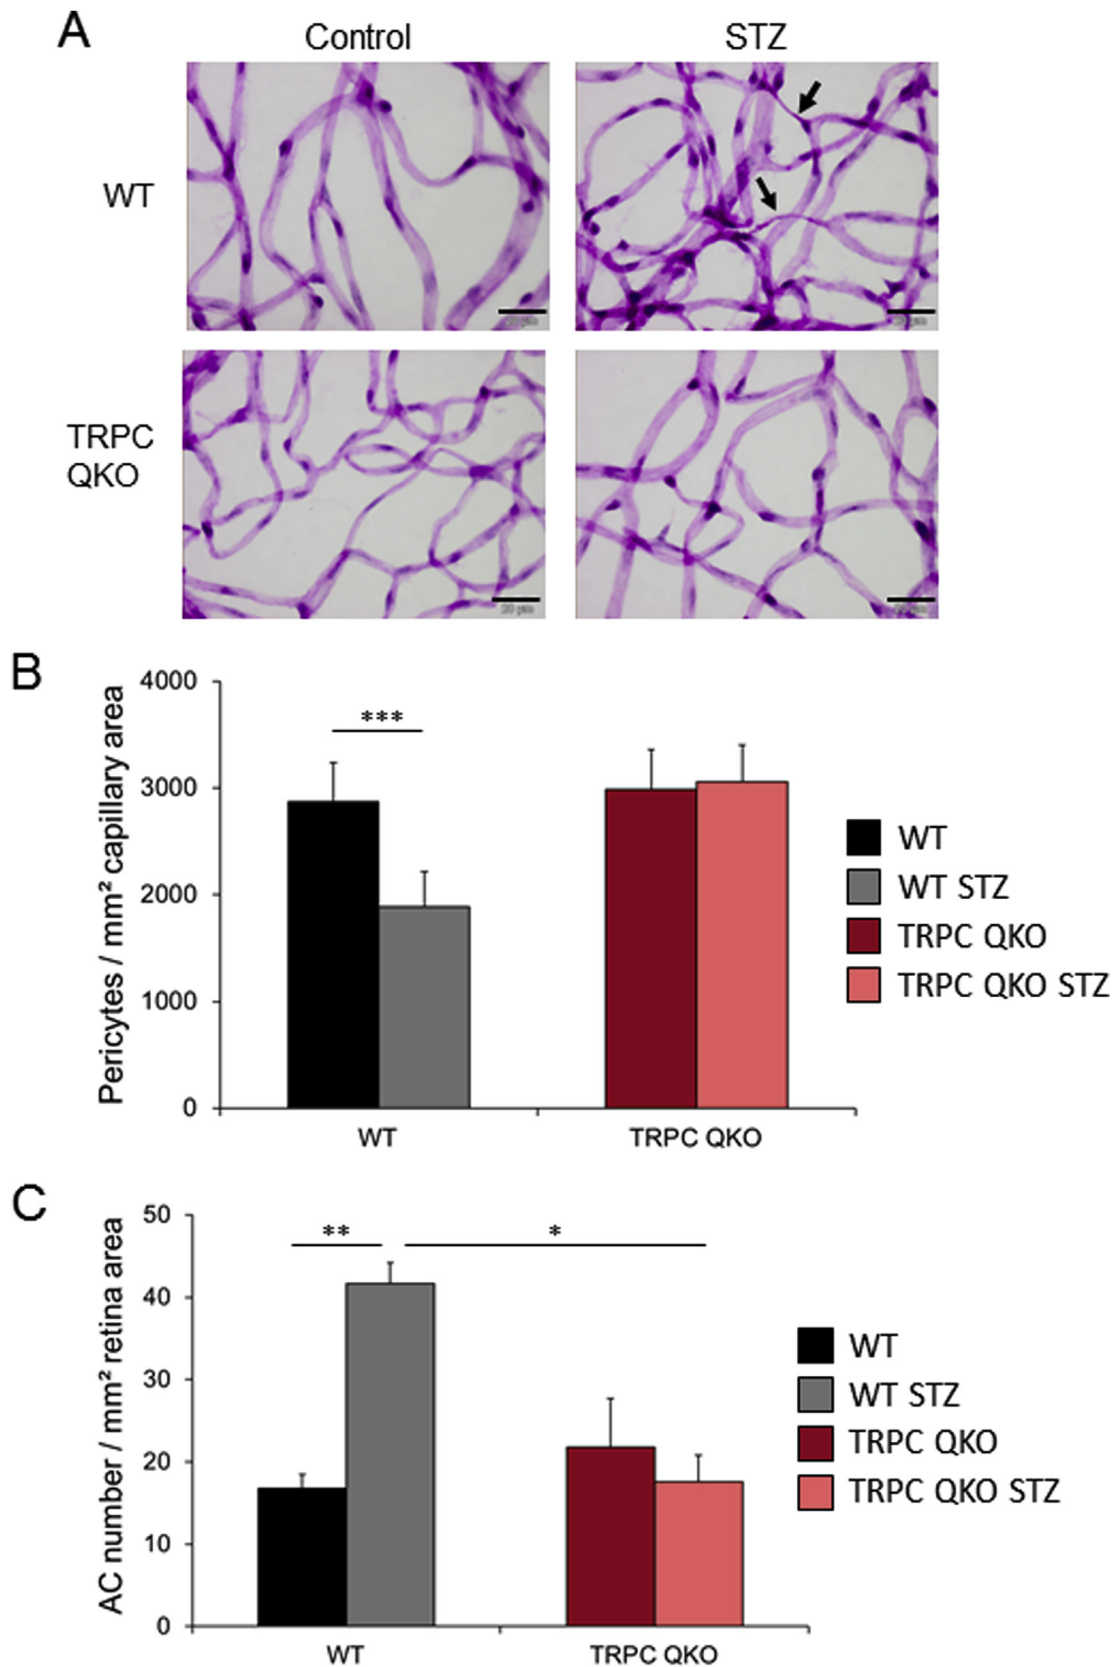 A
Control
STZ
WT
TRPC
QKO
20 µm
B
Pericytes / mm² capillary area
4000
3000
2000
1000
0
***
WT
TRPC QKO
WT
WT STZ
TRPC QKO
TRPC QKO STZ
C
AC number / mm² retina area
50
40
30
20
10
0
**
*
WT
TRPC QKO
WT
WT STZ
TRPC QKO
TRPC QKO STZ